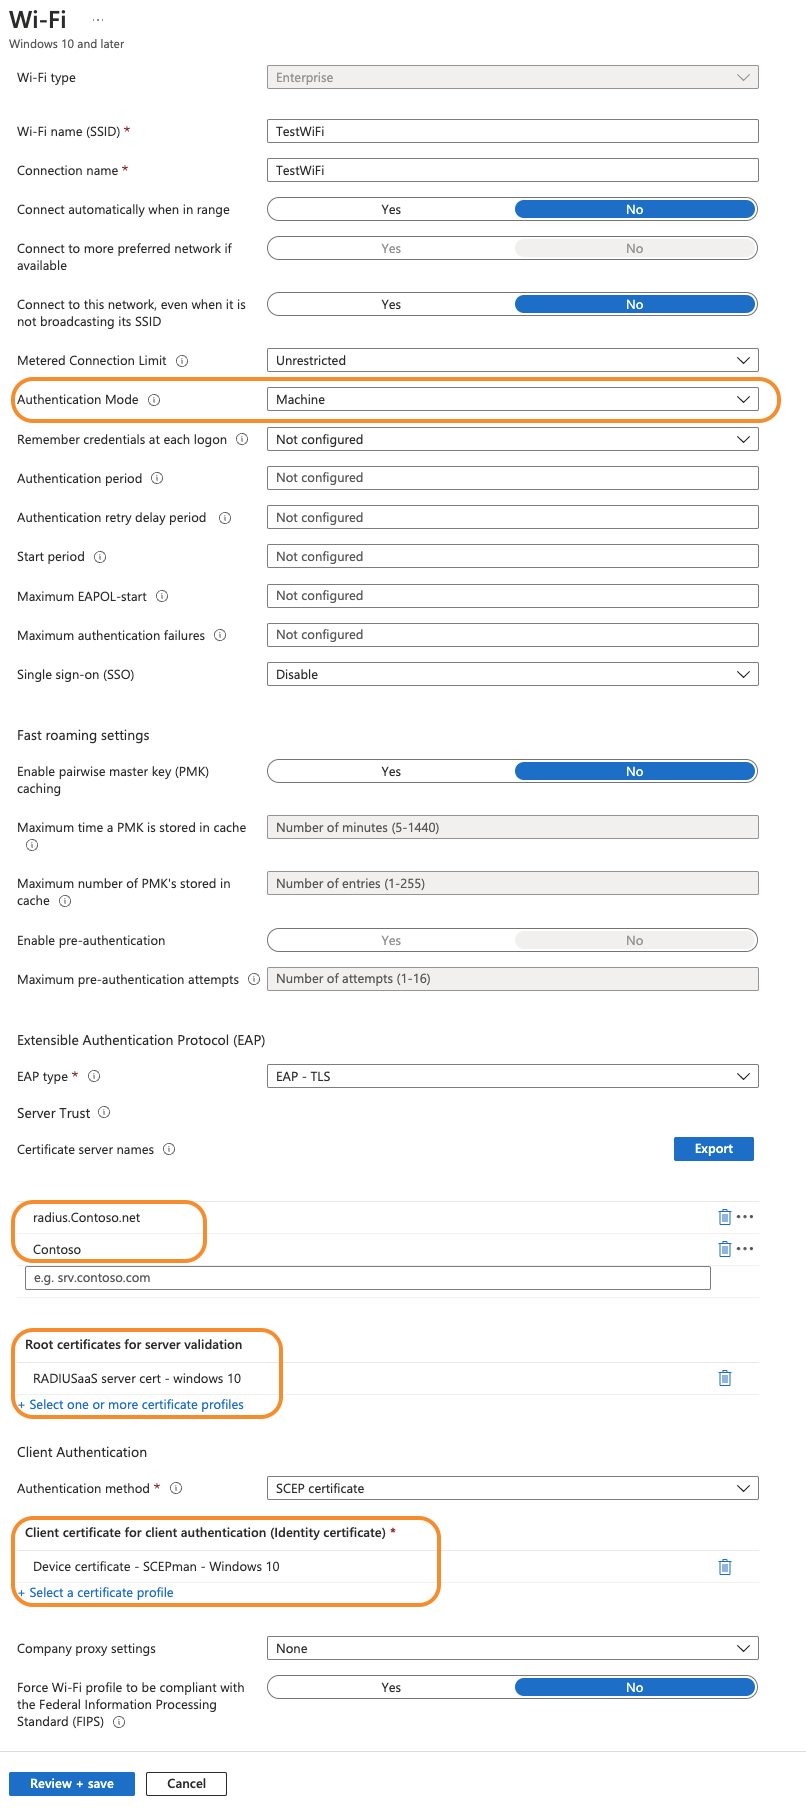 Wi-Fi ...
Windows 10 and later
Wi-Fi type
Enterprise
Wi-Fi name (SSID) *
TestWiFi
Connection name *
TestWiFi
Connect automatically when in range
Yes No
Connect to more preferred network if
available
Yes No
Connect to this network, even when it is
not broadcasting its SSID
Yes No
Metered Connection Limit
Unrestricted
Authentication Mode
Machine
Remember credentials at each logon
Not configured
Authentication period
Not configured
Authentication retry delay period
Not configured
Start period
Not configured
Maximum EAPOL-start
Not configured
Maximum authentication failures
Not configured
Single sign-on (SSO)
Disable
Fast roaming settings
Enable pairwise master key (PMK)
caching
Yes No
Maximum time a PMK is stored in cache
Number of minutes (5-1440)
Maximum number of PMK's stored in
cache
Number of entries (1-255)
Enable pre-authentication
Yes No
Maximum pre-authentication attempts
Number of attempts (1-16)
Extensible Authentication Protocol (EAP)
EAP type *
EAP - TLS
Server Trust
Certificate server names
Export
radius.Contoso.net
Contoso
e.g. srv.contoso.com
Root certificates for server validation
RADIUSaaS server cert - windows 10
+ Select one or more certificate profiles
Client Authentication
Authentication method *
SCEP certificate
Client certificate for client authentication (Identity certificate) *
Device certificate - SCEPman - Windows 10
+ Select a certificate profile
Company proxy settings
None
Force Wi-Fi profile to be compliant with
the Federal Information Processing
Standard (FIPS)
Yes No
Review + save
Cancel